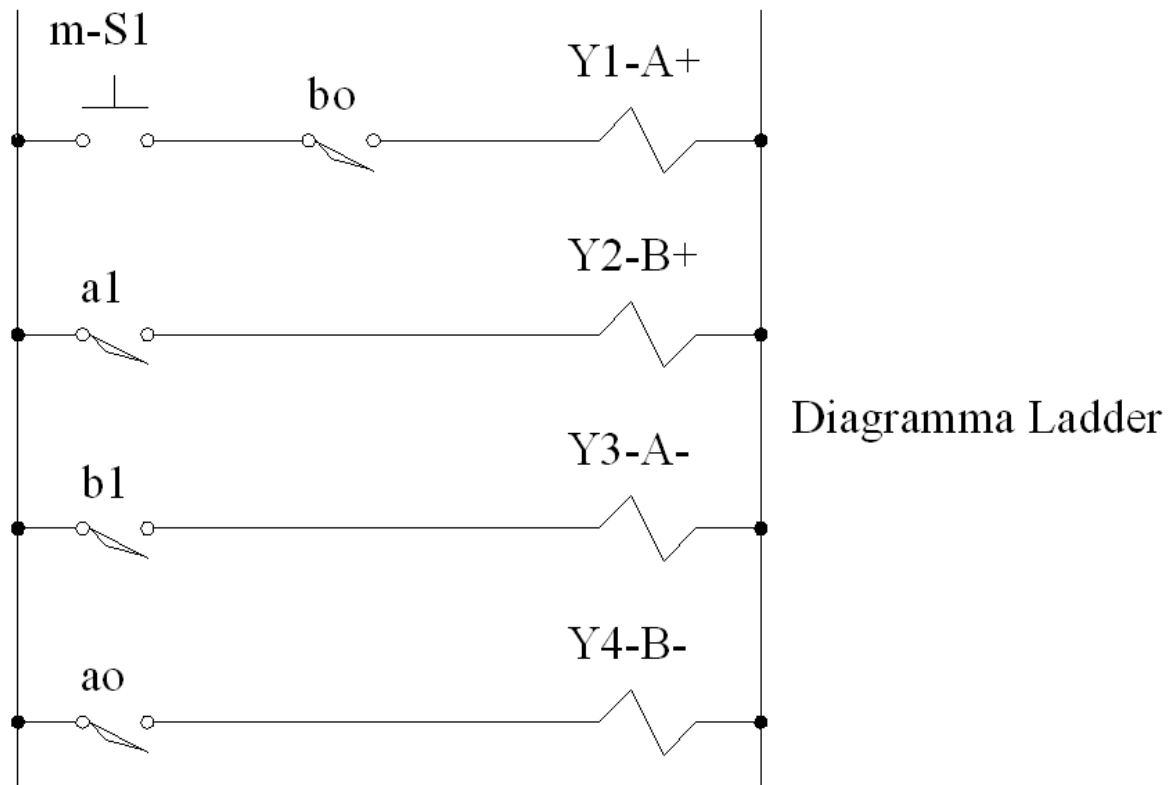 m-S1
bo
Y1-A+
a1
Y2-B+
Diagramma Ladder
b1
Y3-A-
ao
Y4-B-